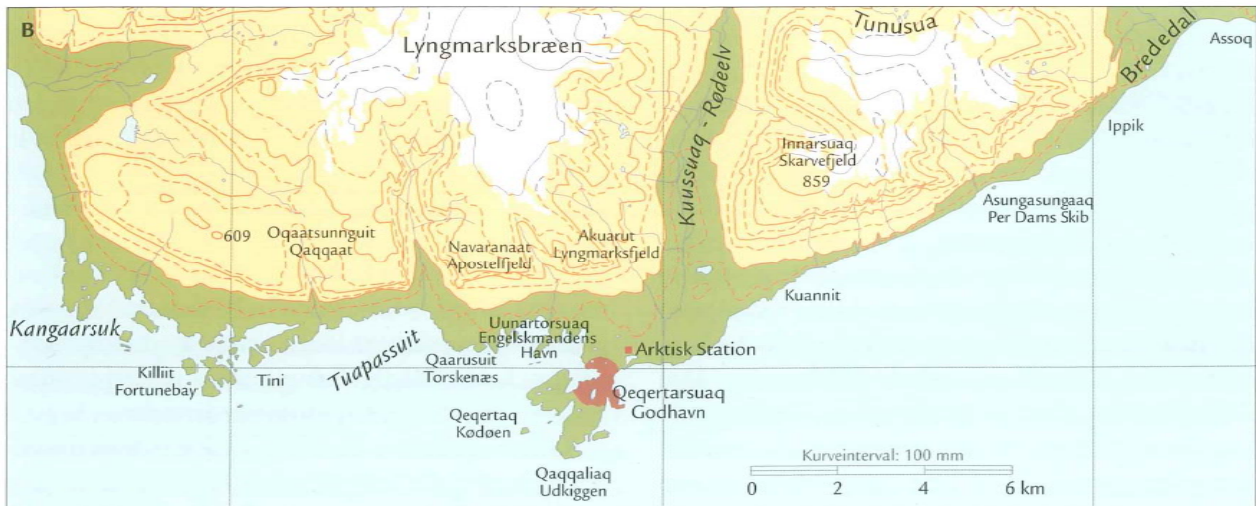 B
Lyngmarksbræen
Tunusua
Brededal
Assoq
Ippik
Kuussuaq - Rødeelv
Innarsuaq
Skarvefjeld
859
Asungasungaaq
Per Dams Skib
609
Oqaatsunnguit
Qaqqaat
Navaranaat
Apostelfjeld
Akuarut
Lyngmarksfjeld
Kuannit
Kangaarsuk
Killiit
Fortunebay
Tini
Tuapassuit
Qaarusuit
Torskenæs
Uunartorsuaq
Engelskmandens
Havn
Arktisk Station
Qeqertarsuaq
Godhavn
Qeqertaq
Kødøen
Qaqqaliaq
Udkiggen
Kurveinterval: 100 mm
0 2 4 6 km